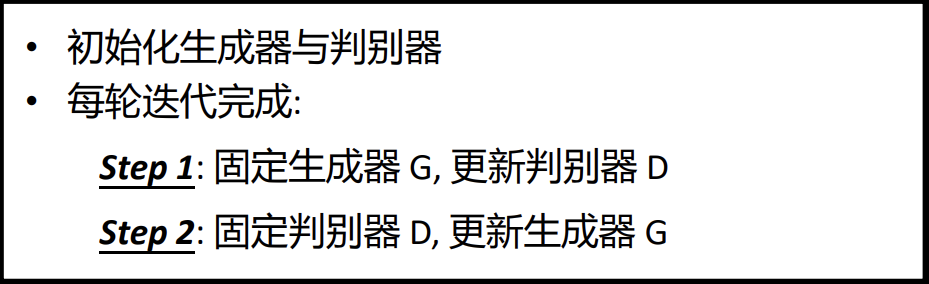 • 初始化生成器与判别器
• 每轮迭代完成:
Step 1: 固定生成器 G, 更新判别器 D
Step 2: 固定判别器 D, 更新生成器 G